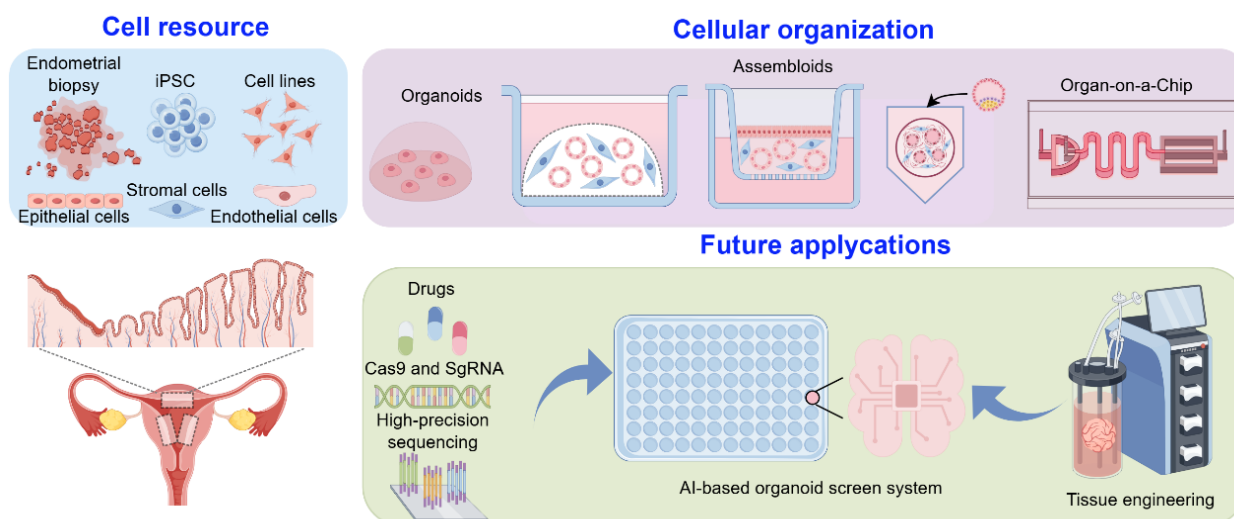 Cell resource
Endometrial
biopsy
iPSC
Cell lines
Stromal cells
Epithelial cells
Endothelial cells
Cellular organization
Organoids
Assembloids
Organ-on-a-Chip
Future applycations
Drugs
Cas9 and SgRNA
High-precision
sequencing
AI-based organoid screen system
Tissue engineering